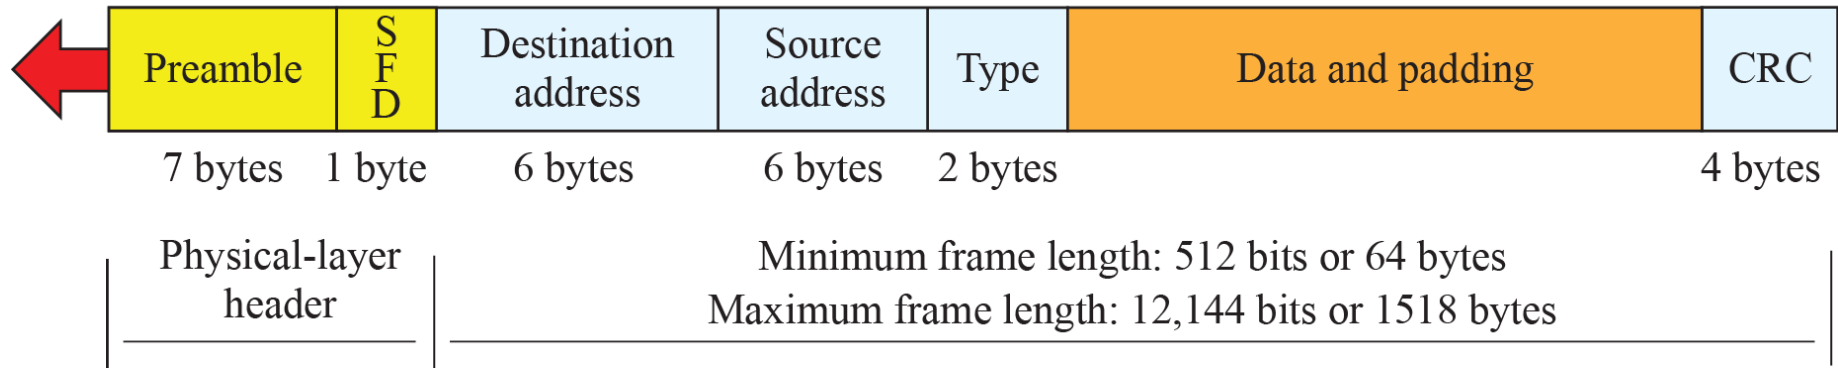 Preamble
S
F
D
Destination
address
Source
address
Type
Data and padding
CRC
7 bytes
1 byte
6 bytes
6 bytes
2 bytes
4 bytes
Physical-layer
header
Minimum frame length: 512 bits or 64 bytes
Maximum frame length: 12,144 bits or 1518 bytes